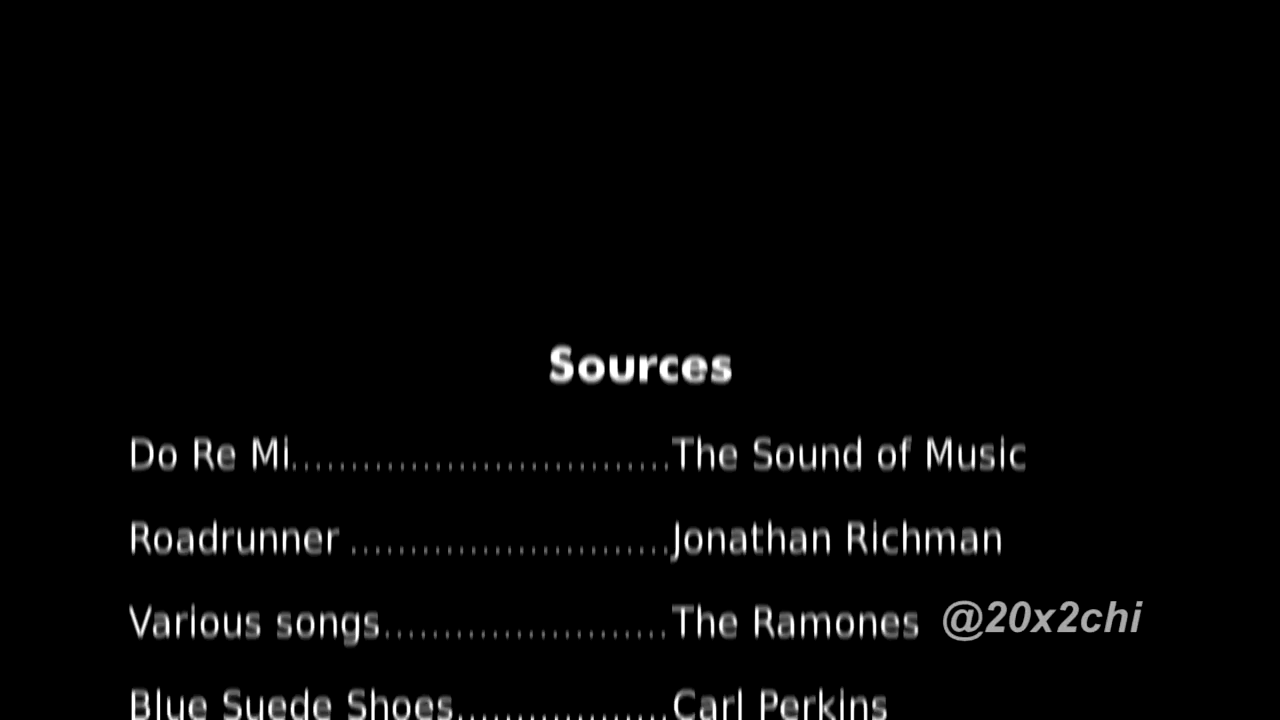 Sources
Do Re Mi................................The Sound of Music
Roadrunner ...........................Jonathan Richman
Various songs........................The Ramones
@20x2chi
Blue Suede Shoes..................Carl Perkins